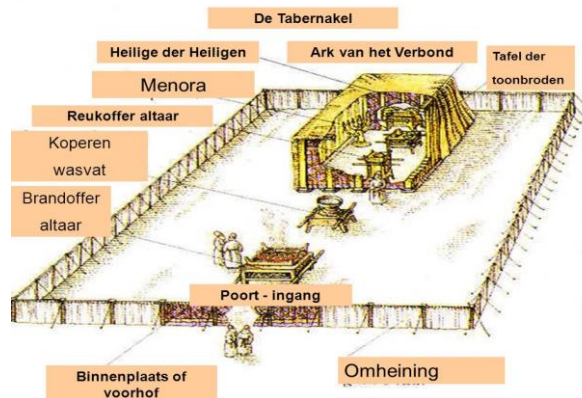 De Tabernakel
Heilige der Heiligen
Ark van het Verbond
Tafel der
toonbroden
Menora
Reukoffer altaar
Koperen
wasvat
Brandoffer
altaar
Poort - ingang
Omheining
Binnenplaats of
voorhof